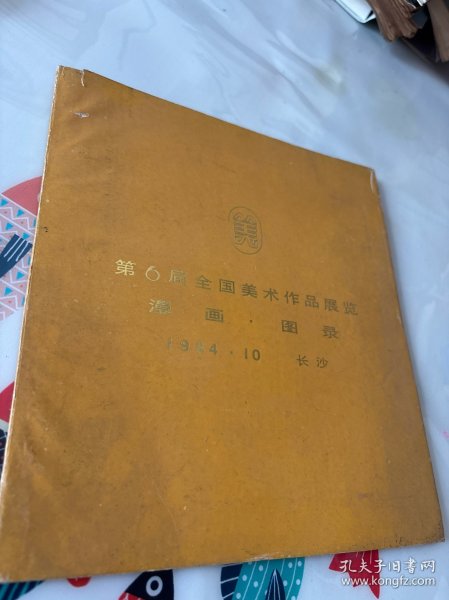 美
第6届全国美术作品展览
漫画·图录
1984·10 长沙
孔夫子旧书网
www.kongfz.com